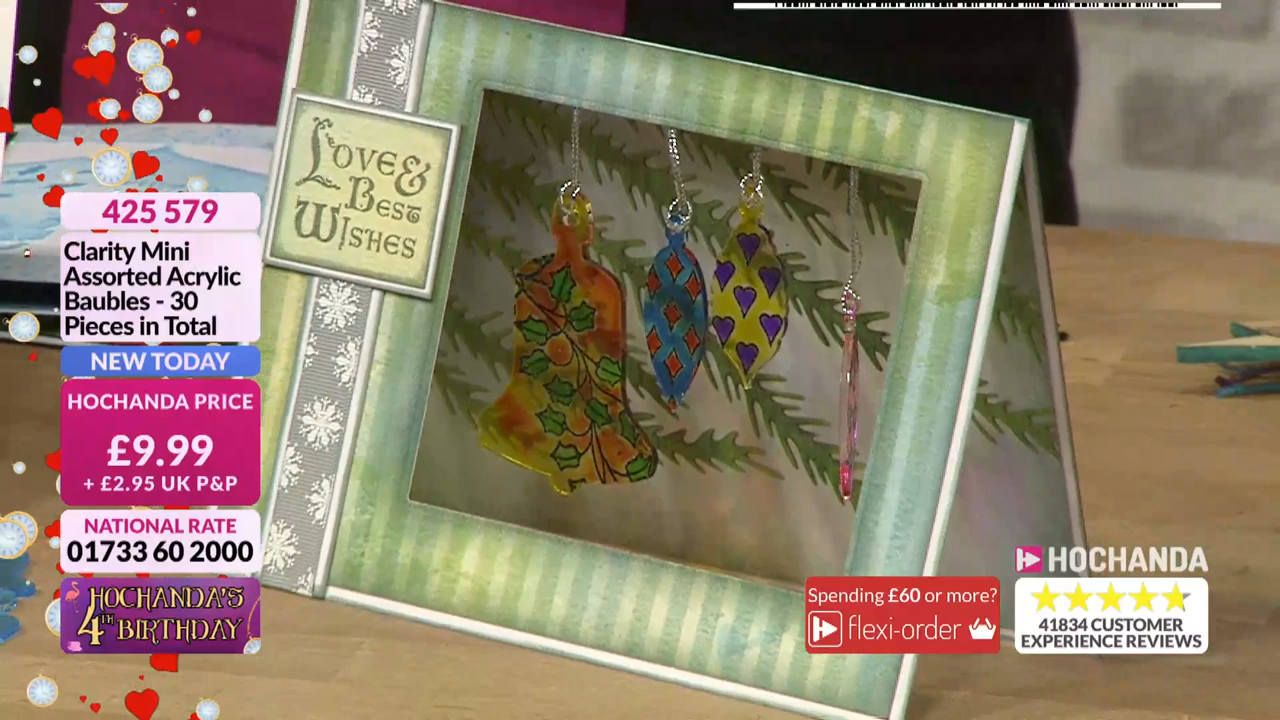 LOVE &
BEST
WISHES
425 579
Clarity Mini
Assorted Acrylic
Baubles - 30
Pieces in Total
NEW TODAY
HOCHANDA PRICE
£9.99
+ £2.95 UK P&P
NATIONAL RATE
01733 60 2000
HOCHANDA'S
4TH BIRTHDAY
Spending £60 or more?
flexi-order
HOCHANDA
41834 CUSTOMER
EXPERIENCE REVIEWS